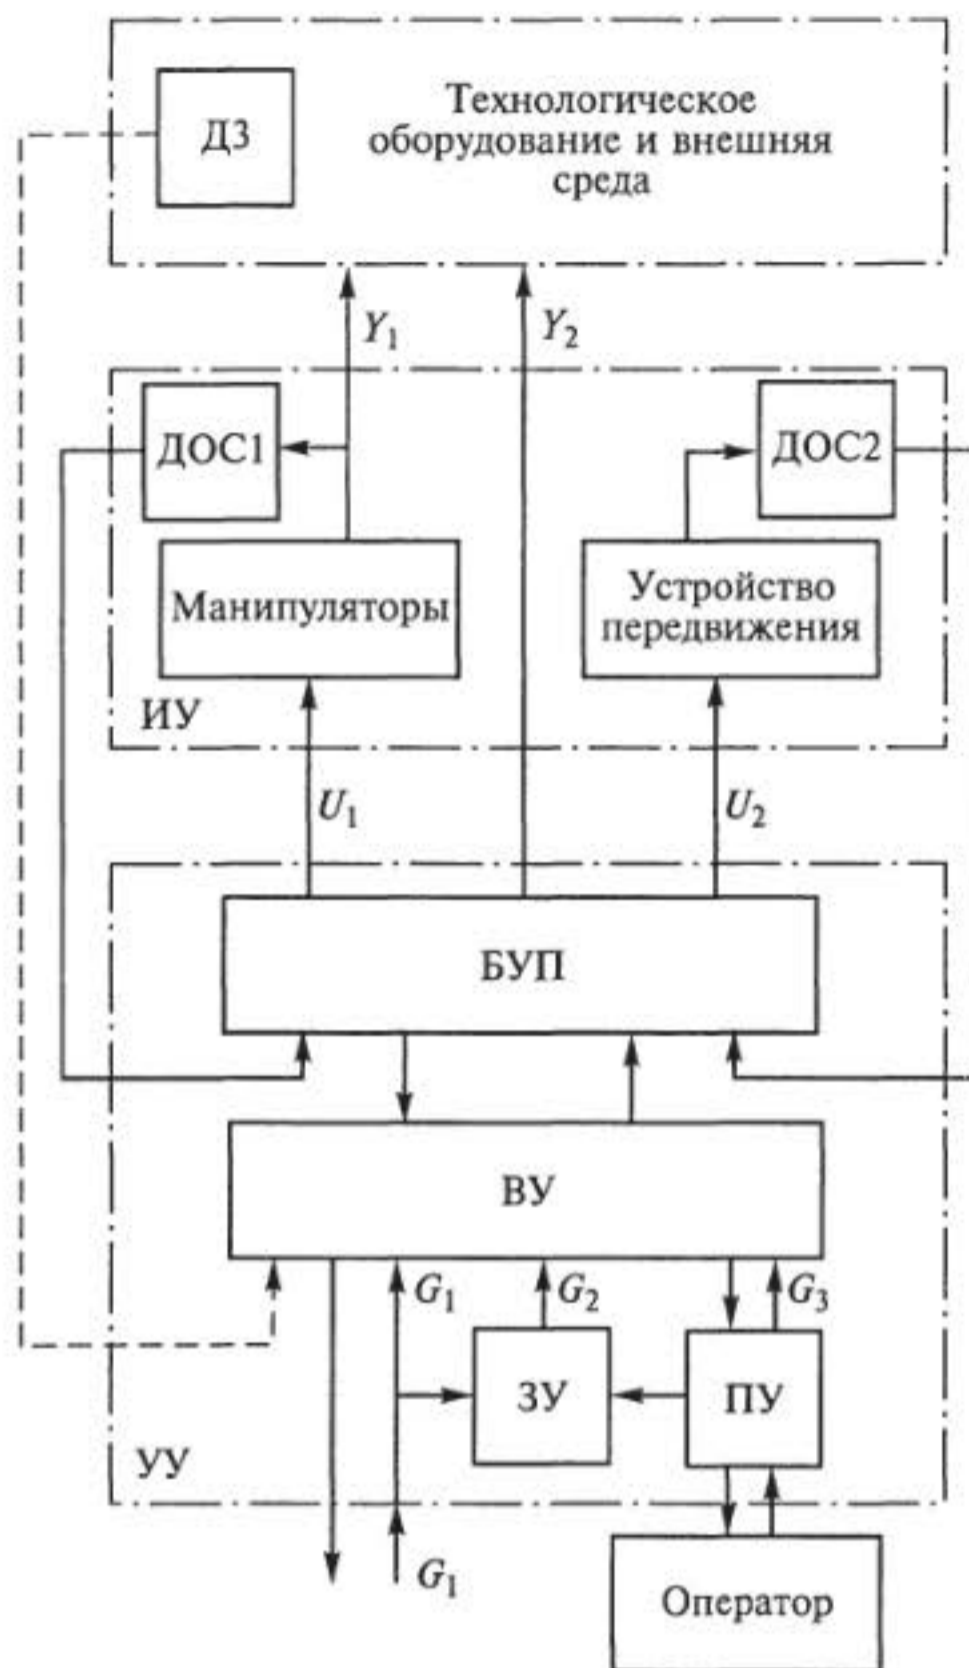 ДЗ
Технологическое
оборудование и внешняя
среда
Y1
Y2
ДОС1
ДОС2
Манипуляторы
Устройство
передвижения
ИУ
U1
U2
БУП
ВУ
G1
G2
G3
ЗУ
ПУ
УУ
G1
Оператор